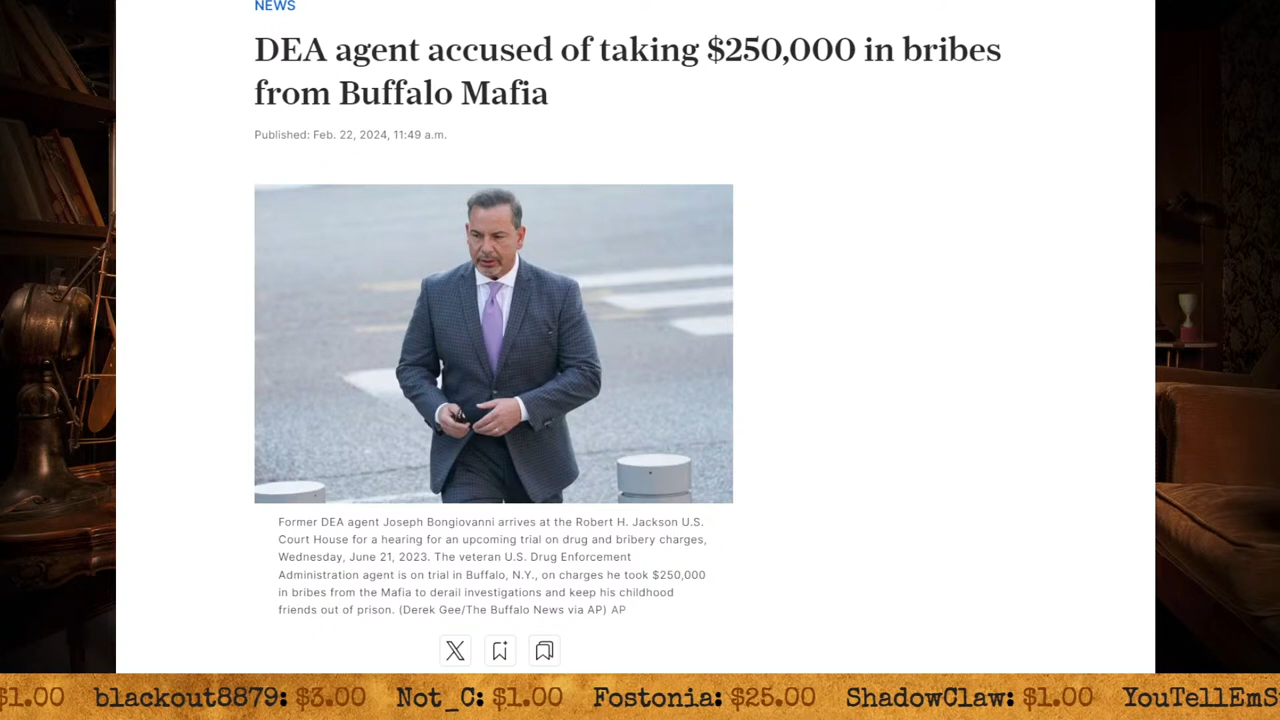 NEWS
DEA agent accused of taking $250,000 in bribes
from Buffalo Mafia
Published: Feb. 22, 2024, 11:49 a.m.
Former DEA agent Joseph Bongiovanni arrives at the Robert H. Jackson U.S.
Court House for a hearing for an upcoming trial on drug and bribery charges,
Wednesday, June 21, 2023. The veteran U.S. Drug Enforcement
Administration agent is on trial in Buffalo, N.Y., on charges he took $250,000
in bribes from the Mafia to derail investigations and keep his childhood
friends out of prison. (Derek Gee/The Buffalo News via AP) AP
$1.00 blackout8879: $3.00 Not_C: $1.00 Fostonia: $25.00 ShadowClaw: $1.00 YouTellEmS